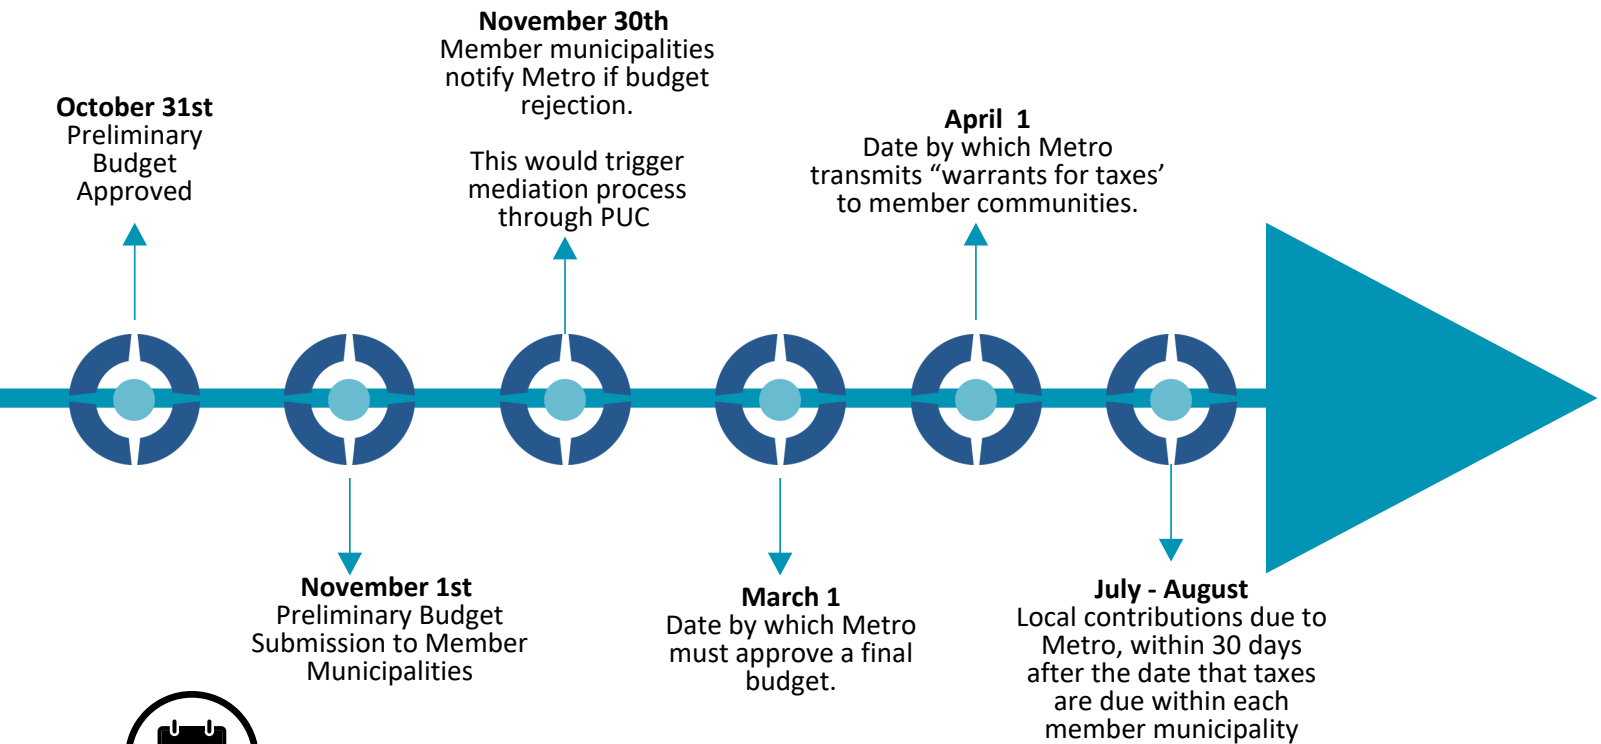 October 31st
Preliminary
Budget
Approved
November 1st
Preliminary Budget
Submission to Member
Municipalities
November 30th
Member municipalities
notify Metro if budget
rejection.
This would trigger
mediation process
through PUC
March 1
Date by which Metro
must approve a final
budget.
April  1
Date by which Metro
transmits “warrants for taxes’
to member communities.
July - August
Local contributions due to
Metro, within 30 days
after the date that taxes
are due within each
member municipality